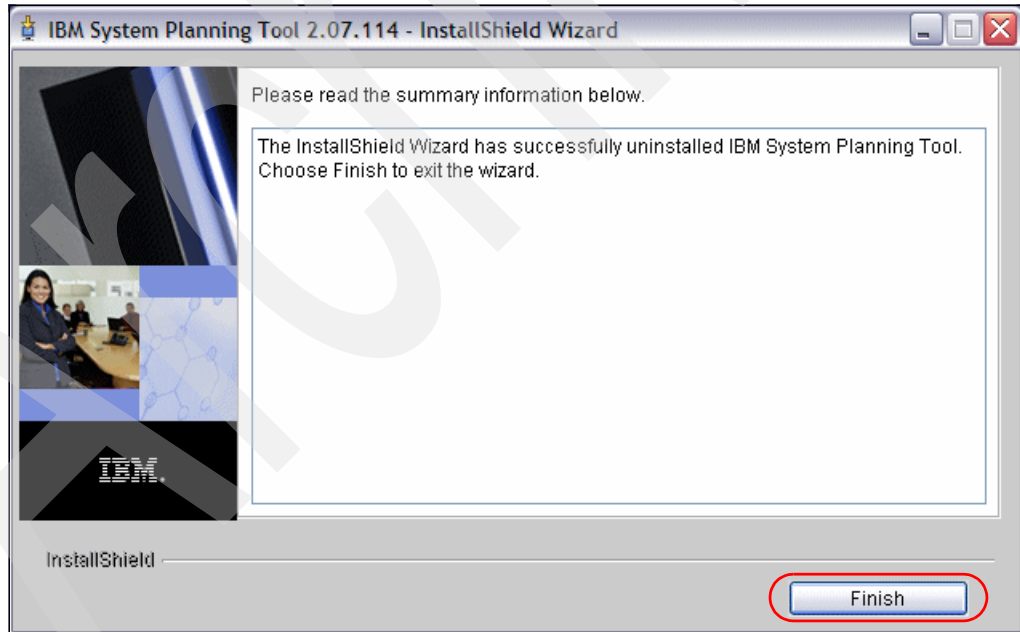 IBM System Planning Tool 2.07.114 - InstallShield Wizard
Please read the summary information below.
The InstallShield Wizard has successfully uninstalled IBM System Planning Tool.
Choose Finish to exit the wizard.
IBM.
InstallShield
Finish